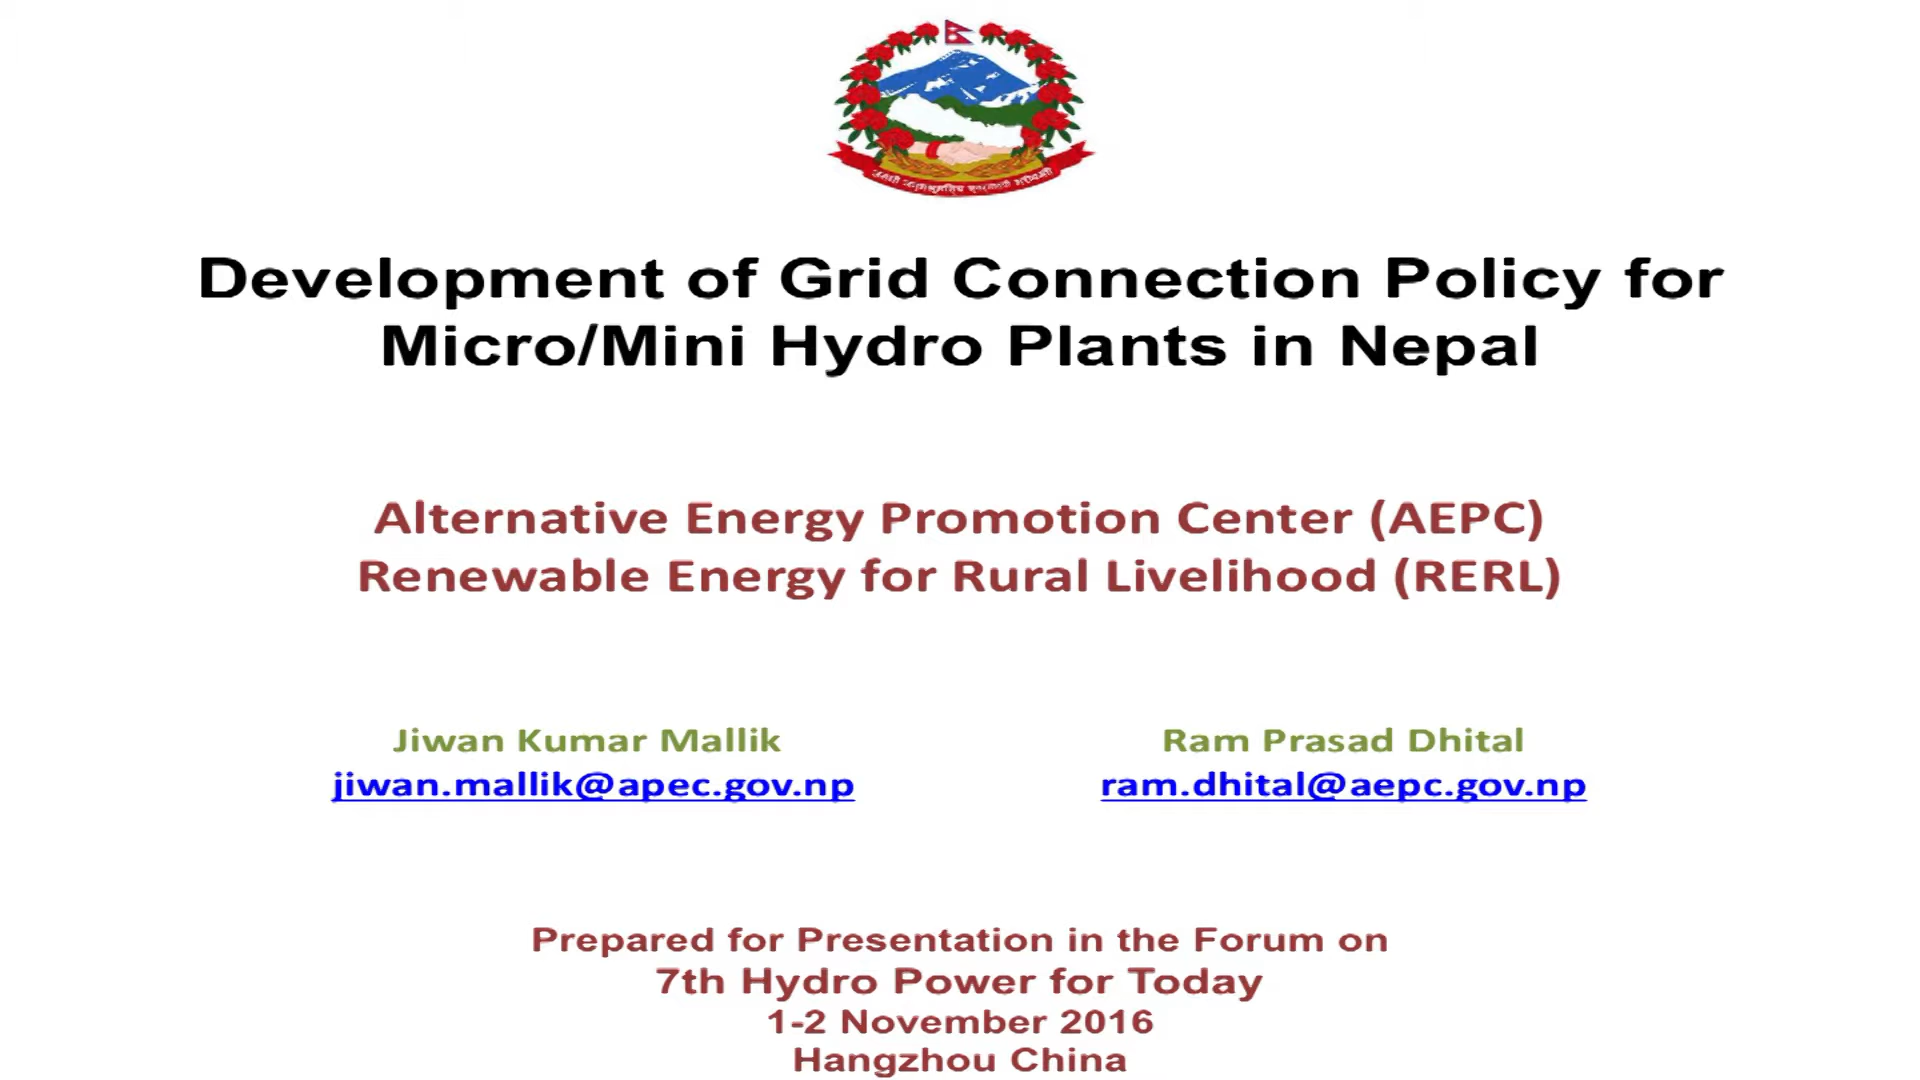 Development of Grid Connection Policy for
Micro/Mini Hydro Plants in Nepal
Alternative Energy Promotion Center (AEPC)
Renewable Energy for Rural Livelihood (RERL)
Jiwan Kumar Mallik
jiwan.mallik@apec.gov.np
Ram Prasad Dhital
ram.dhital@aepc.gov.np
Prepared for Presentation in the Forum on
7th Hydro Power for Today
1-2 November 2016
Hangzhou China